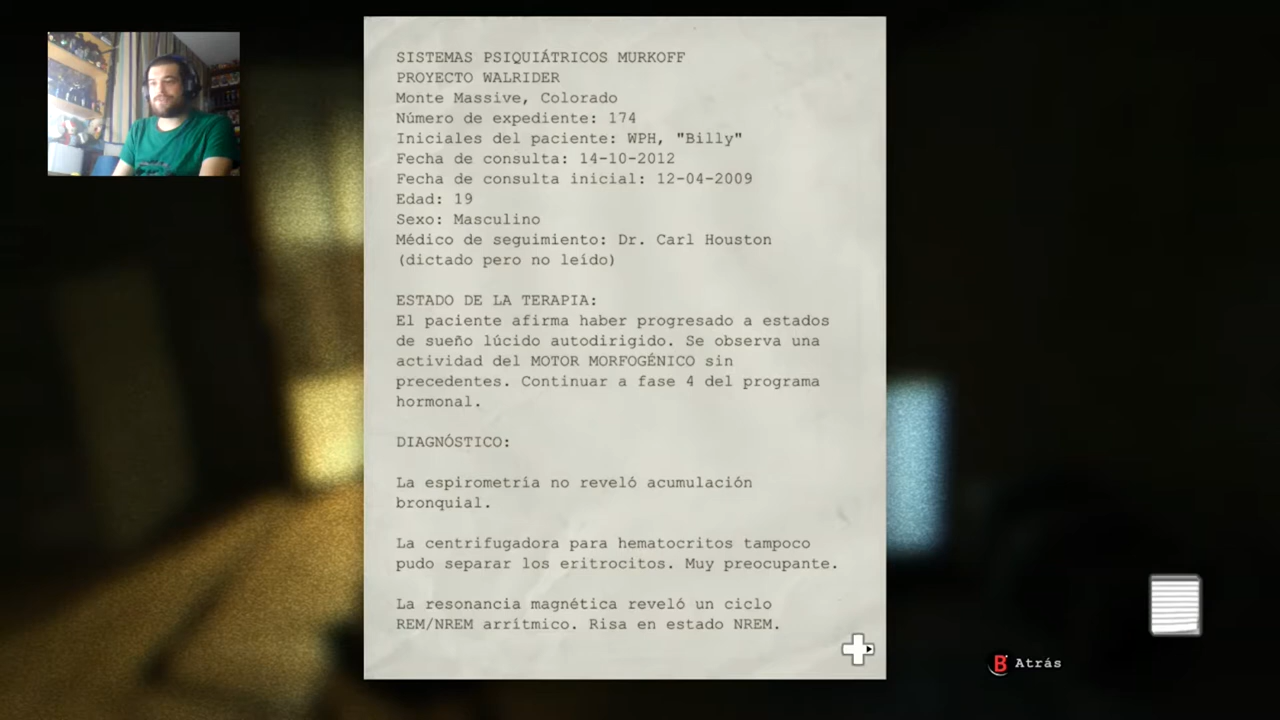 SISTEMAS PSIQUIÁTRICOS MURKOFF
PROYECTO WALRIDER
Monte Massive, Colorado
Número de expediente: 174
Iniciales del paciente: WPH, "Billy"
Fecha de consulta: 14-10-2012
Fecha de consulta inicial: 12-04-2009
Edad: 19
Sexo: Masculino
Médico de seguimiento: Dr. Carl Houston
(dictado pero no leído)
ESTADO DE LA TERAPIA:
El paciente afirma haber progresado a estados
de sueño lúcido autodirigido. Se observa una
actividad del MOTOR MORFOGÉNICO sin
precedentes. Continuar a fase 4 del programa
hormonal.
DIAGNÓSTICO:
La espirometría no reveló acumulación
bronquial.
La centrifugadora para hematocritos tampoco
pudo separar los eritrocitos. Muy preocupante.
La resonancia magnética reveló un ciclo
REM/NREM arrítmico. Risa en estado NREM.
B Atrás